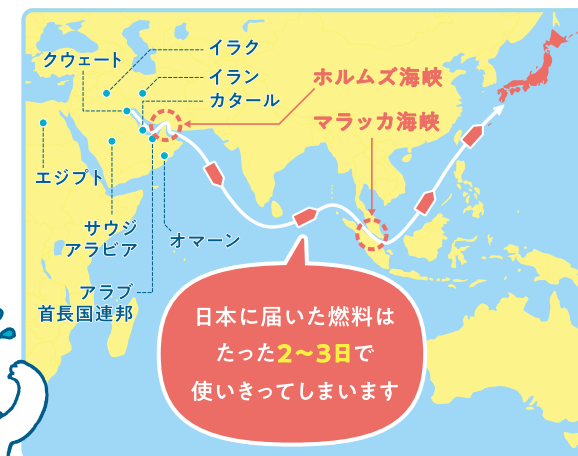 クウェート
イラク
イラン
カタール
ホルムズ海峡
マラッカ海峡
エジプト
サウジ
アラビア
オマーン
アラブ
首長国連邦
日本に届いた燃料は
たった2〜3日で
使いきってしまいます